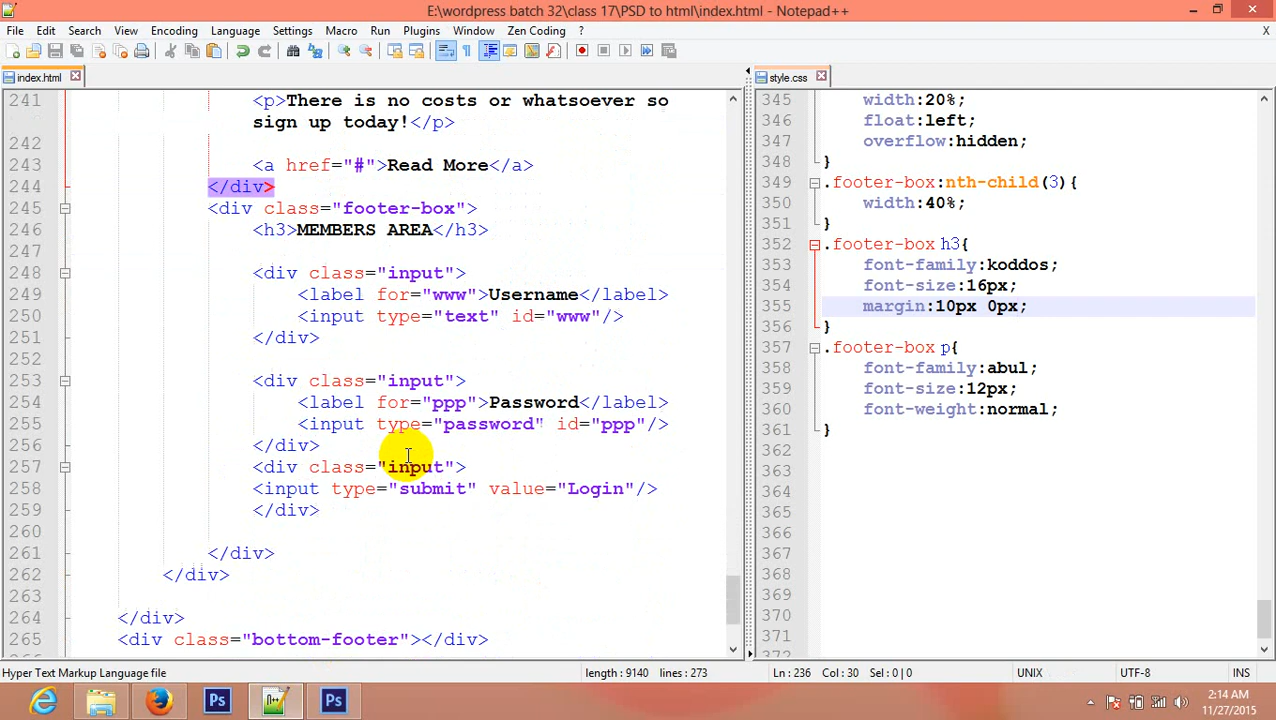 E:\wordpress batch 32\class 17\PSD to html\index.html - Notepad++
File Edit Search View Encoding Language Settings Macro Run Plugins Window Zen Coding ? X
index.html
style.css
241 <p>There is no costs or whatsoever so
sign up today!</p>
242
243 <a href="#">Read More</a>
244 </div>
245 <div class="footer-box">
246 <h3>MEMBERS AREA</h3>
247
248 <div class="input">
249 <label for="www">Username</label>
250 <input type="text" id="www"/>
251 </div>
252
253 <div class="input">
254 <label for="ppp">Password</label>
255 <input type="password" id="ppp"/>
256 </div>
257 <div class="input">
258 <input type="submit" value="Login"/>
259 </div>
260
261 </div>
262 </div>
263
264 </div>
265 <div class="bottom-footer"></div>
345 width:20%;
346 float:left;
347 overflow:hidden;
348 }
349 .footer-box:nth-child(3){
350 width:40%;
351 }
352 .footer-box h3{
353 font-family:koddos;
354 font-size:16px;
355 margin:10px 0px;
356 }
357 .footer-box p{
358 font-family:abul;
359 font-size:12px;
360 font-weight:normal;
361 }
362
363
364
365
366
367
368
369
370
371
Hyper Text Markup Language file length : 9140 lines : 273 Ln : 236 Col : 30 Sel : 0 | 0 UNIX UTF-8 INS
Ps Ps
2:14 AM
11/27/2015